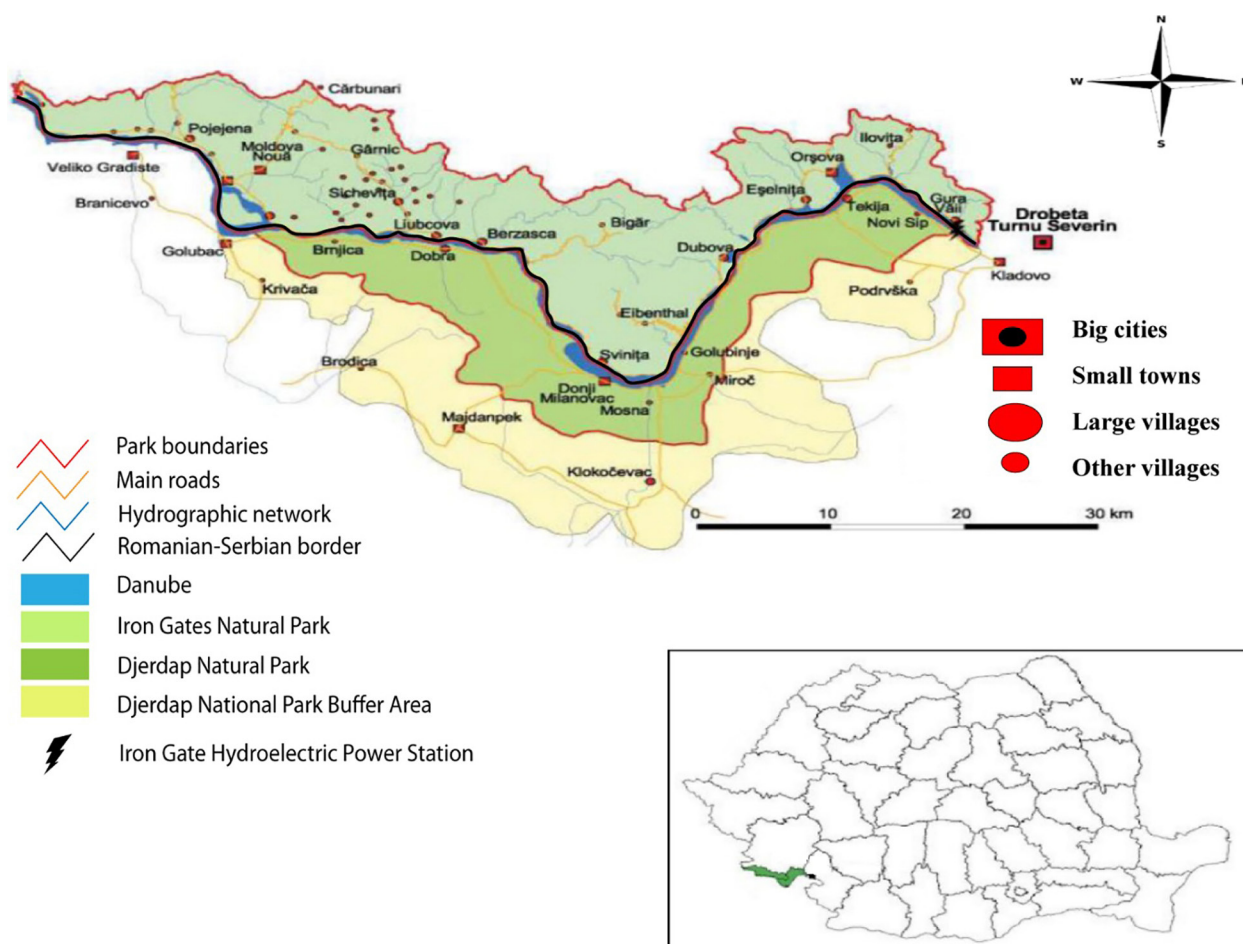 N
W
E
S
Cărbunari
Pojejena
Moldova
Nouă
Gârnic
Veliko Gradiste
Branicevo
Sichevița
Liubcova
Berzasca
Bigăr
Golubac
Brnjica
Dobra
Krivača
Ilovița
Orșova
Eșelnița
Tekija
Gura
Văii
Novi Sip
Drobeta
Turnu Severin
Dubova
Kladovo
Podrvška
Eibenthal
Svinița
Golubinje
Brodica
Donji
Milanovac
Miroč
Mosna
Majdanpek
Klokočevac
Big cities
Small towns
Large villages
Other villages
0 10 20 30 km
Park boundaries
Main roads
Hydrographic network
Romanian-Serbian border
Danube
Iron Gates Natural Park
Djerdap Natural Park
Djerdap National Park Buffer Area
Iron Gate Hydroelectric Power Station